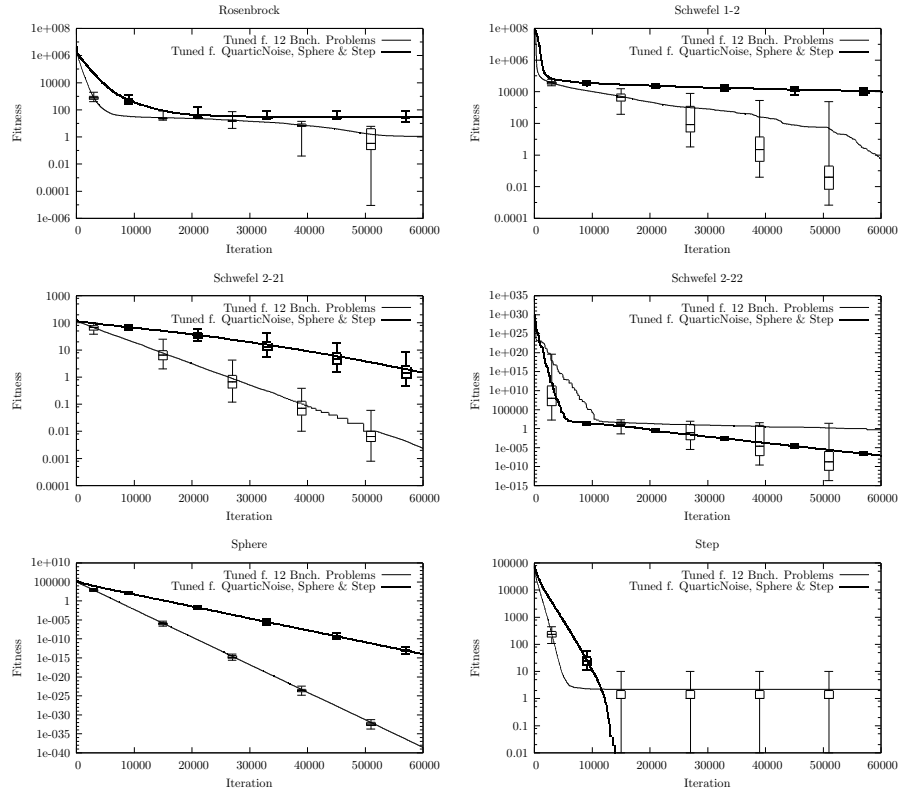 Rosenbrock
1e+008
1e+006
10000
100
1
0.01
0.0001
1e-006
Fitness
Tuned f. 12 Bnch. Problems
Tuned f. QuarticNoise, Sphere & Step
0 10000 20000 30000 40000 50000 60000
Iteration
Schwefel 1-2
1e+008
1e+006
10000
100
1
0.01
0.0001
Fitness
Tuned f. 12 Bnch. Problems
Tuned f. QuarticNoise, Sphere & Step
0 10000 20000 30000 40000 50000 60000
Iteration
Schwefel 2-21
1000
100
10
1
0.1
0.01
0.001
0.0001
Fitness
Tuned f. 12 Bnch. Problems
Tuned f. QuarticNoise, Sphere & Step
0 10000 20000 30000 40000 50000 60000
Iteration
Schwefel 2-22
1e+035
1e+030
1e+025
1e+020
1e+015
1e+010
100000
1
1e-005
1e-010
1e-015
Fitness
Tuned f. 12 Bnch. Problems
Tuned f. QuarticNoise, Sphere & Step
0 10000 20000 30000 40000 50000 60000
Iteration
Sphere
1e+010
100000
1
1e-005
1e-010
1e-015
1e-020
1e-025
1e-030
1e-035
1e-040
Fitness
Tuned f. 12 Bnch. Problems
Tuned f. QuarticNoise, Sphere & Step
0 10000 20000 30000 40000 50000 60000
Iteration
Step
100000
10000
1000
100
10
1
0.1
0.01
Fitness
Tuned f. 12 Bnch. Problems
Tuned f. QuarticNoise, Sphere & Step
0 10000 20000 30000 40000 50000 60000
Iteration